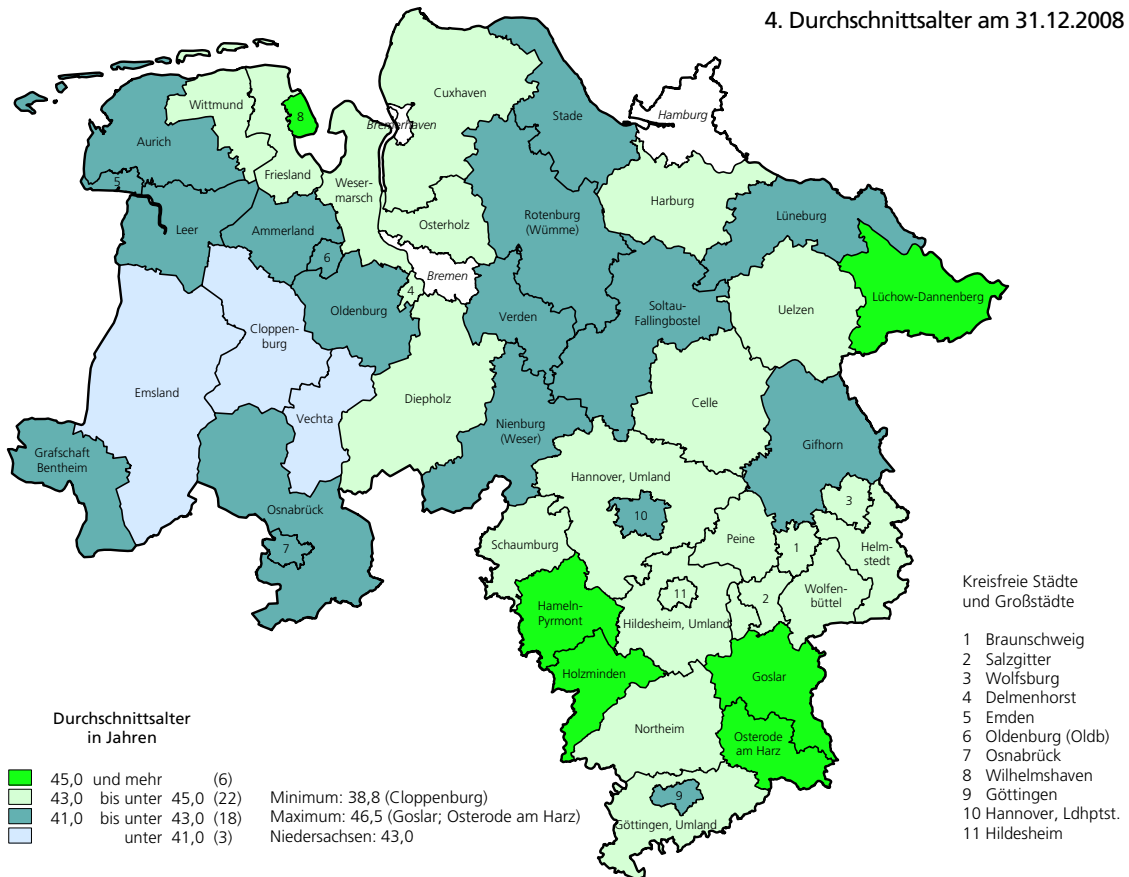 4. Durchschnittsalter am 31.12.2008
Cuxhaven
Wittmund
8
Bremerhaven
Stade
Hamburg
Aurich
Friesland
Weser-
marsch
5
Harburg
Osterholz
Rotenburg
(Wümme)
Lüneburg
Leer
Ammerland
6
Bremen
4
Lüchow-Dannenberg
Oldenburg
Verden
Soltau-
Fallingbostel
Uelzen
Cloppen-
burg
Emsland
Diepholz
Celle
Vechta
Nienburg
(Weser)
Gifhorn
Grafschaft
Bentheim
Hannover, Umland
3
Osnabrück
10
7
Schaumburg
Peine
1
Helm-
stedt
Wolfen-
büttel
11
2
Hameln-
Pyrmont
Hildesheim, Umland
Holzminden
Goslar
Northeim
Osterode
am Harz
9
Göttingen, Umland
Kreisfreie Städte
und Großstädte
1 Braunschweig
2 Salzgitter
3 Wolfsburg
4 Delmenhorst
5 Emden
6 Oldenburg (Oldb)
7 Osnabrück
8 Wilhelmshaven
9 Göttingen
10 Hannover, Ldhptst.
11 Hildesheim
Durchschnittsalter
in Jahren
45,0 und mehr (6)
43,0 bis unter 45,0 (22)
41,0 bis unter 43,0 (18)
unter 41,0 (3)
Minimum: 38,8 (Cloppenburg)
Maximum: 46,5 (Goslar; Osterode am Harz)
Niedersachsen: 43,0